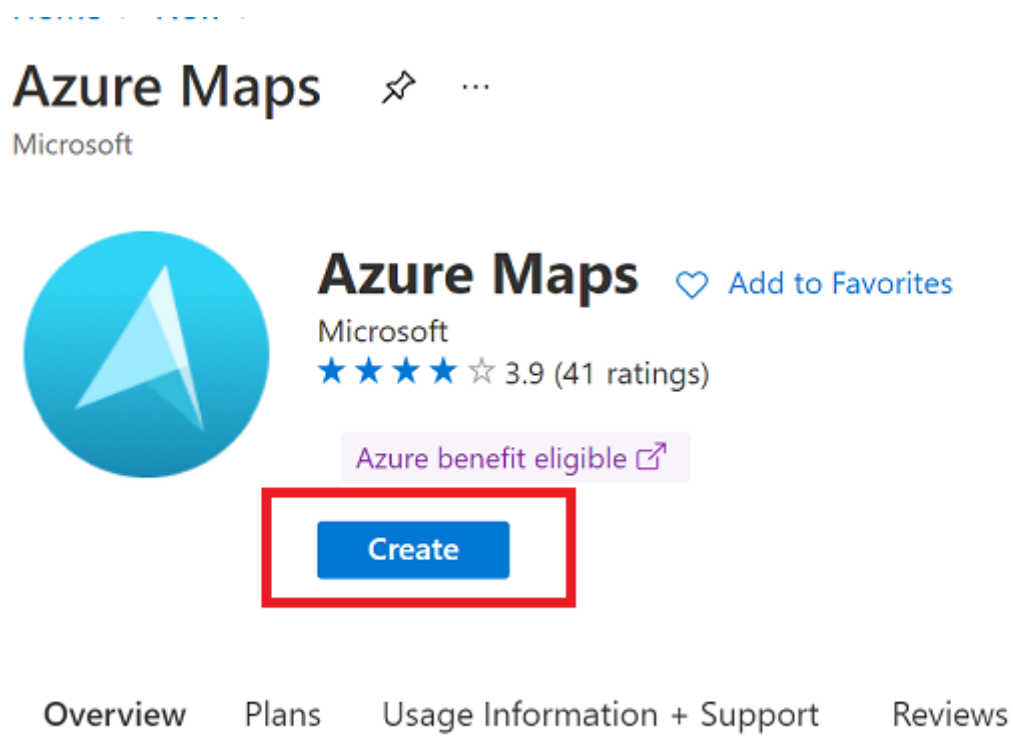 Azure Maps
Microsoft
Azure Maps Add to Favorites
Microsoft
3.9 (41 ratings)
Azure benefit eligible
Create
Overview Plans Usage Information + Support Reviews